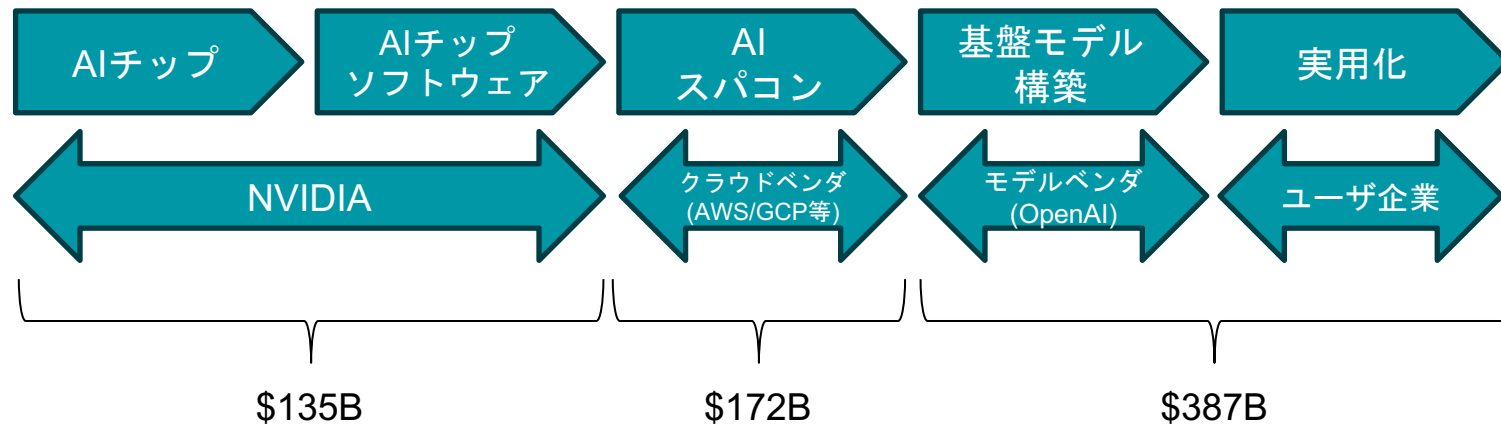 AIチップ
AIチップ
ソフトウェア
AI
スパコン
基盤モデル
構築
実用化
NVIDIA
クラウドベンダ
(AWS/GCP等)
モデルベンダ
(OpenAI)
ユーザ企業
$135B
$172B
$387B